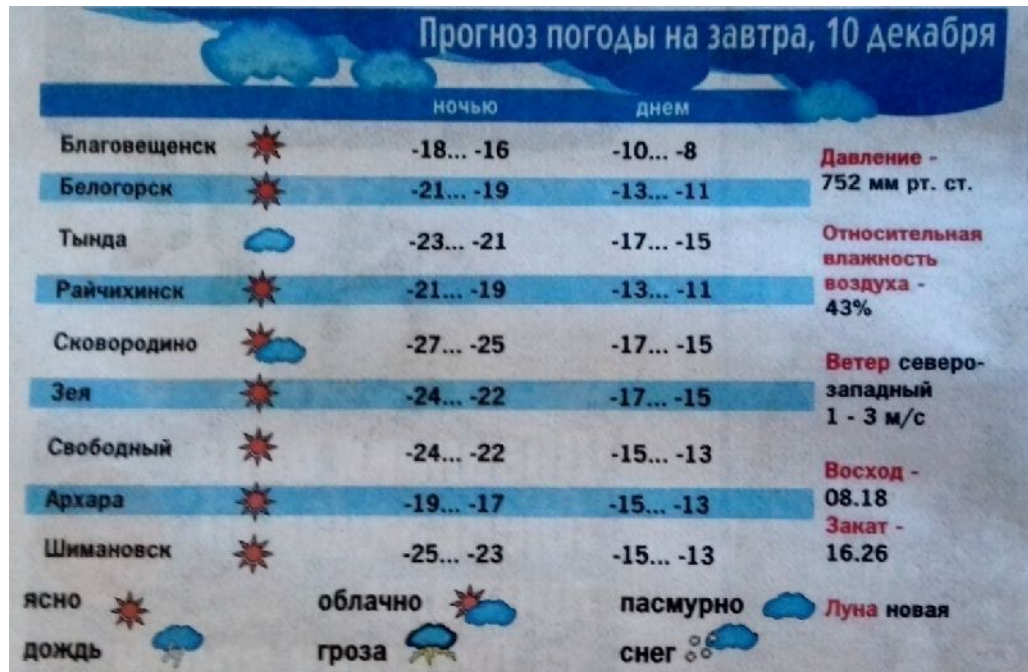 Прогноз погоды на завтра, 10 декабря
ночью днем
Благовещенск -18... -16 -10... -8
Белогорск -21... -19 -13... -11
Тында -23... -21 -17... -15
Райчихинск -21... -19 -13... -11
Сковородино -27... -25 -17... -15
Зея -24... -22 -17... -15
Свободный -24... -22 -15... -13
Архара -19... -17 -15... -13
Шимановск -25... -23 -15... -13
Давление -
752 мм рт. ст.
Относительная
влажность
воздуха -
43%
Ветер северо-
западный
1 - 3 м/с
Восход -
08.18
Закат -
16.26
Луна новая
ясно облачно пасмурно
дождь гроза снег